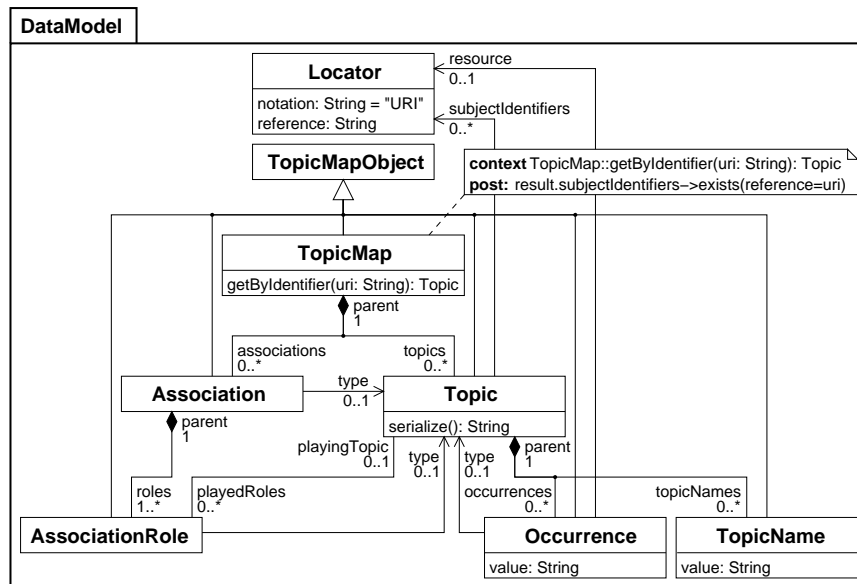 DataModel
Locator
notation: String = "URI"
reference: String
resource
0..1
subjectIdentifiers
0..*
TopicMapObject
context TopicMap::getByIdentifier(uri: String): Topic
post: result.subjectIdentifiers−>exists(reference=uri)
TopicMap
getByIdentifier(uri: String): Topic
parent
1
associations
0..*
topics
0..*
Association
type
0..1
Topic
serialize(): String
parent
1
playingTopic
0..1
type
0..1
type
0..1
parent
1
roles
1..*
playedRoles
0..*
occurrences
0..*
topicNames
0..*
AssociationRole
Occurrence
value: String
TopicName
value: String